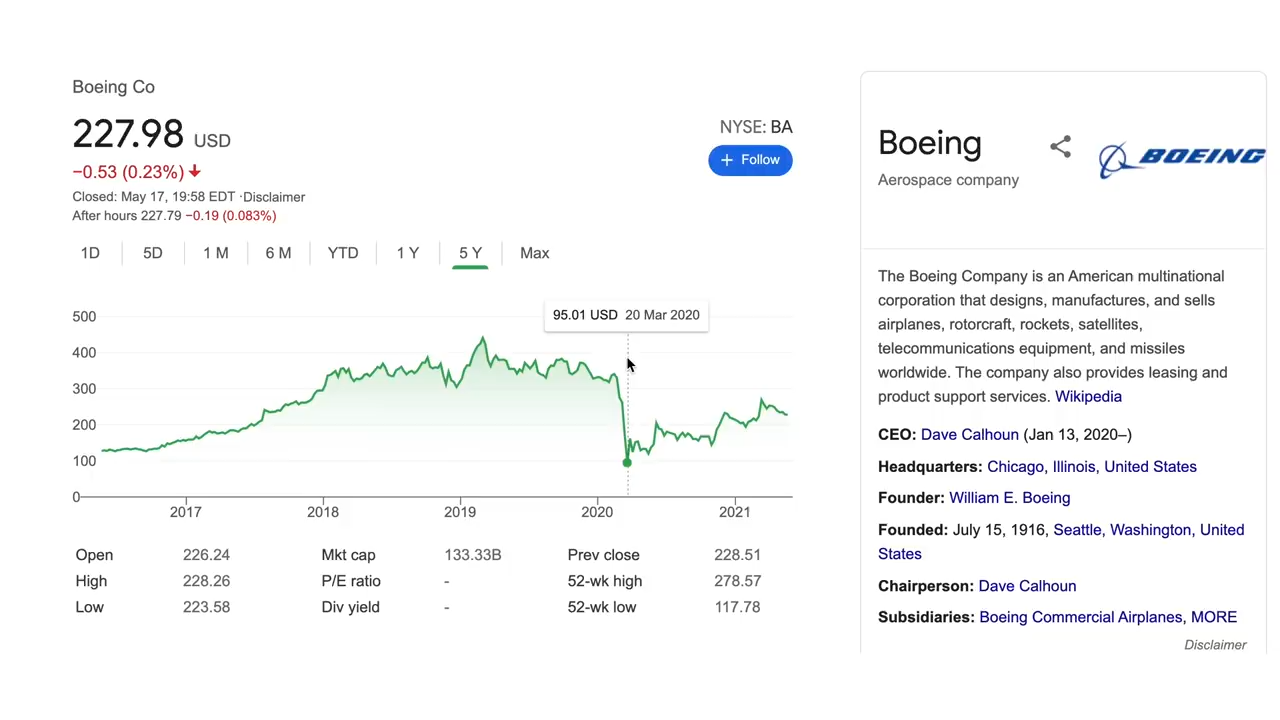 Boeing Co
227.98 USD
−0.53 (0.23%)
Closed: May 17, 19:58 EDT ·Disclaimer
After hours 227.79 −0.19 (0.083%)
NYSE: BA
+ Follow
1D 5D 1 M 6 M YTD 1 Y 5 Y Max
95.01 USD 20 Mar 2020
500
400
300
200
100
0
2017 2018 2019 2020 2021
Open 226.24 Mkt cap 133.33B Prev close 228.51
High 228.26 P/E ratio - 52-wk high 278.57
Low 223.58 Div yield - 52-wk low 117.78
Boeing
Aerospace company
BOEING
The Boeing Company is an American multinational
corporation that designs, manufactures, and sells
airplanes, rotorcraft, rockets, satellites,
telecommunications equipment, and missiles
worldwide. The company also provides leasing and
product support services. Wikipedia
CEO: Dave Calhoun (Jan 13, 2020–)
Headquarters: Chicago, Illinois, United States
Founder: William E. Boeing
Founded: July 15, 1916, Seattle, Washington, United
States
Chairperson: Dave Calhoun
Subsidiaries: Boeing Commercial Airplanes, MORE
Disclaimer